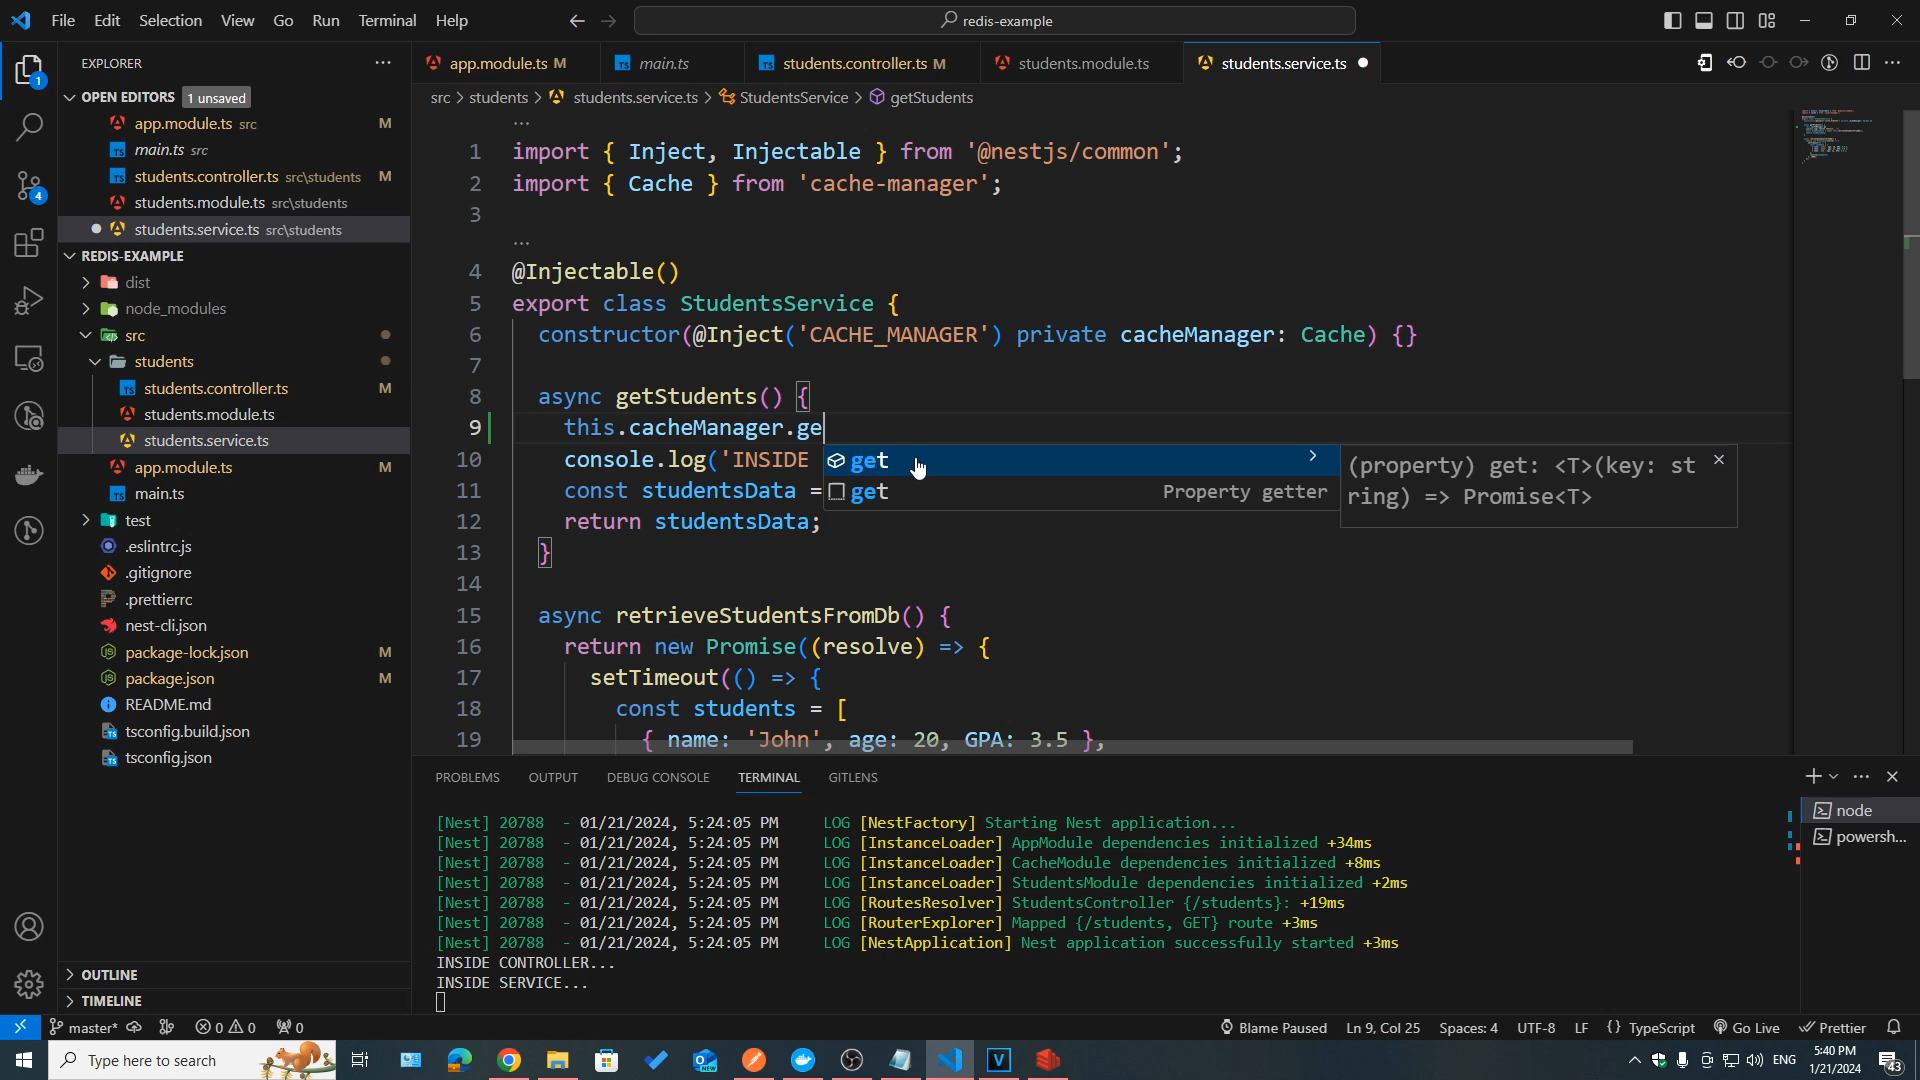 File Edit Selection View Go Run Terminal Help
redis-example
EXPLORER
OPEN EDITORS 1 unsaved
app.module.ts src M
main.ts src
students.controller.ts src\students M
students.module.ts src\students
students.service.ts src\students
REDIS-EXAMPLE
dist
node_modules
src
students
students.controller.ts M
students.module.ts
students.service.ts
app.module.ts M
main.ts
test
.eslintrc.js
.gitignore
.prettierrc
nest-cli.json
package-lock.json M
package.json M
README.md
tsconfig.build.json
tsconfig.json
OUTLINE
TIMELINE
app.module.ts M main.ts students.controller.ts M students.module.ts students.service.ts
src > students > students.service.ts > StudentsService > getStudents
1 import { Inject, Injectable } from '@nestjs/common';
2 import { Cache } from 'cache-manager';
3
4 @Injectable()
5 export class StudentsService {
6 constructor(@Inject('CACHE_MANAGER') private cacheManager: Cache) {}
7
8 async getStudents() {
9 this.cacheManager.ge
10 console.log('INSIDE
11 const studentsData =
12 return studentsData;
13 }
14
15 async retrieveStudentsFromDb() {
16 return new Promise((resolve) => {
17 setTimeout(() => {
18 const students = [
19 { name: 'John', age: 20, GPA: 3.5 },
get
get Property getter
(property) get: <T>(key: st
ring) => Promise<T>
PROBLEMS OUTPUT DEBUG CONSOLE TERMINAL GITLENS
[Nest] 20788 - 01/21/2024, 5:24:05 PM LOG [NestFactory] Starting Nest application...
[Nest] 20788 - 01/21/2024, 5:24:05 PM LOG [InstanceLoader] AppModule dependencies initialized +34ms
[Nest] 20788 - 01/21/2024, 5:24:05 PM LOG [InstanceLoader] CacheModule dependencies initialized +8ms
[Nest] 20788 - 01/21/2024, 5:24:05 PM LOG [InstanceLoader] StudentsModule dependencies initialized +2ms
[Nest] 20788 - 01/21/2024, 5:24:05 PM LOG [RoutesResolver] StudentsController {/students}: +19ms
[Nest] 20788 - 01/21/2024, 5:24:05 PM LOG [RouterExplorer] Mapped {/students, GET} route +3ms
[Nest] 20788 - 01/21/2024, 5:24:05 PM LOG [NestApplication] Nest application successfully started +3ms
INSIDE CONTROLLER...
INSIDE SERVICE...
node
powersh...
master* 0 0 0 Blame Paused Ln 9, Col 25 Spaces: 4 UTF-8 LF {} TypeScript Go Live Prettier
Type here to search
ENG 5:40 PM
1/21/2024
43